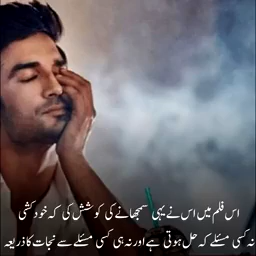 اس فلم میں اس نے یہی سمجھانے کی کوشش کی کہ خودکشی
نہ کسی مسئلے کہ حل ہوتی ہے اور نہ ہی کسی مسئلے سے نجات کا ذریعہ